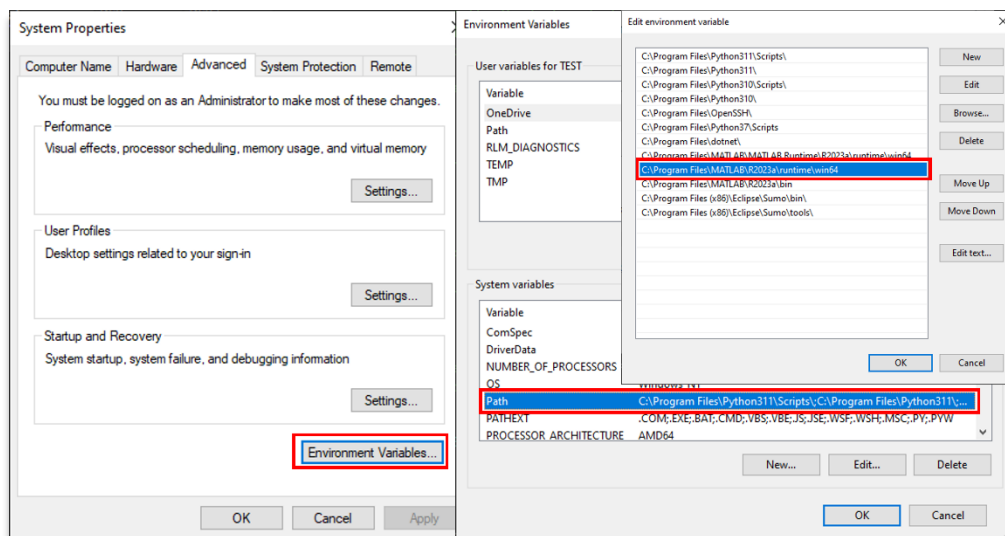 System Properties
Computer Name Hardware Advanced System Protection Remote
You must be logged on as an Administrator to make most of these changes.
Performance
Visual effects, processor scheduling, memory usage, and virtual memory
Settings...
User Profiles
Desktop settings related to your sign-in
Settings...
Startup and Recovery
System startup, system failure, and debugging information
Settings...
Environment Variables...
OK Cancel Apply
Environment Variables
User variables for TEST
Variable
OneDrive
Path
RLM_DIAGNOSTICS
TEMP
TMP
System variables
Variable
ComSpec
DriverData
NUMBER_OF_PROCESSORS
OS Windows_NT
Path C:\Program Files\Python311\Scripts\;C:\Program Files\Python311\;...
PATHEXT .COM;.EXE;.BAT;.CMD;.VBS;.VBE;.JS;.JSE;.WSF;.WSH;.MSC;.PY;.PYW
PROCESSOR_ARCHITECTURE AMD64
New... Edit... Delete
OK Cancel
Edit environment variable
C:\Program Files\Python311\Scripts\
C:\Program Files\Python311\
C:\Program Files\Python310\Scripts\
C:\Program Files\Python310\
C:\Program Files\OpenSSH\
C:\Program Files\Python37\Scripts
C:\Program Files\dotnet\
C:\Program Files\MATLAB\MATLAB Runtime\R2023a\runtime\win64
C:\Program Files\MATLAB\R2023a\runtime\win64
C:\Program Files\MATLAB\R2023a\bin
C:\Program Files (x86)\Eclipse\Sumo\bin\
C:\Program Files (x86)\Eclipse\Sumo\tools\
New
Edit
Browse...
Delete
Move Up
Move Down
Edit text...
OK Cancel